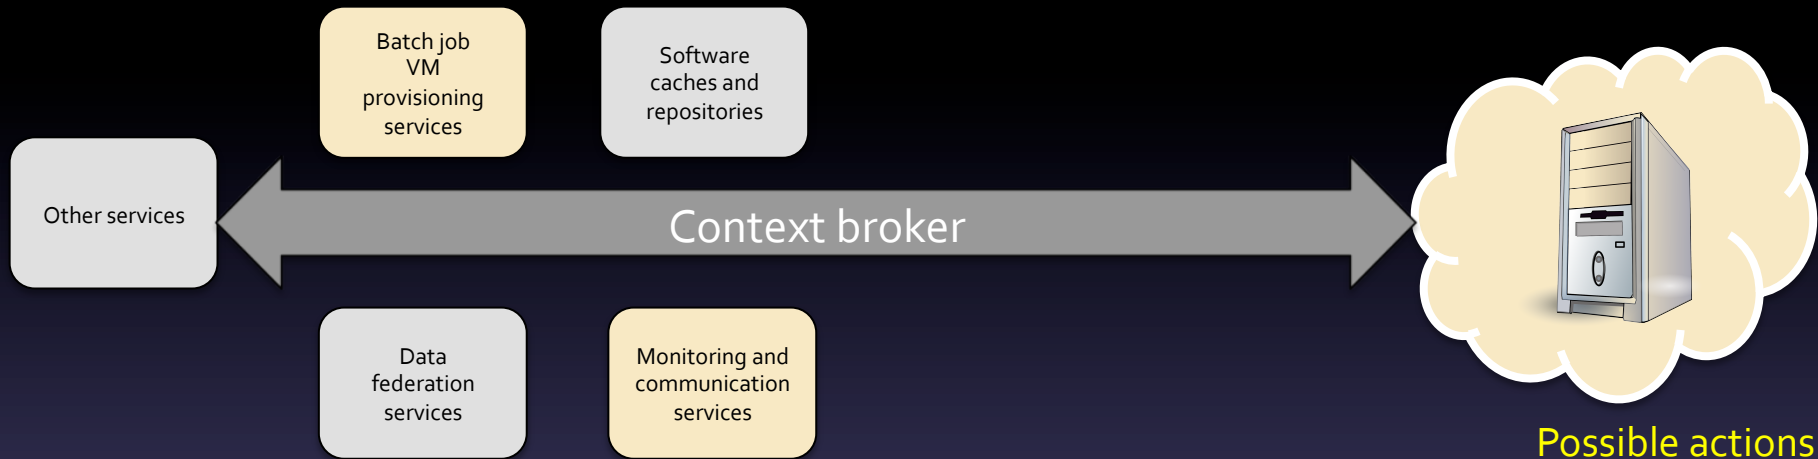 Batch job
VM
provisioning
services
Software
caches and
repositories
Other services
Context broker
Data
federation
services
Monitoring and
communication
services
Possible actions